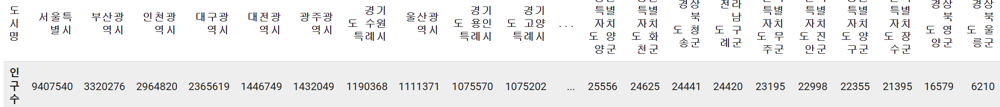 도
시
명
서울특
별시
부산광
역시
인천광
역시
대구광
역시
대전광
역시
광주광
역시
경기
도 수원
특례시
울산광
역시
경기
도 용인
특례시
경기
도 고양
특례시
...
특별
자치
도 양
양군
특별
자치
도 화
천군
경상
북
도 청
송군
전라
남
도 구
례군
특별
자치
도 무
주군
특별
자치
도 진
안군
특별
자치
도 양
구군
특별
자치
도 장
수군
경상
북
도 영
양군
경상
북
도 울
릉군
인
구
수
9407540 3320276 2964820 2365619 1446749 1432049 1190368 1111371 1075570 1075202 ... 25556 24625 24441 24420 23195 22998 22355 21395 16579 6210